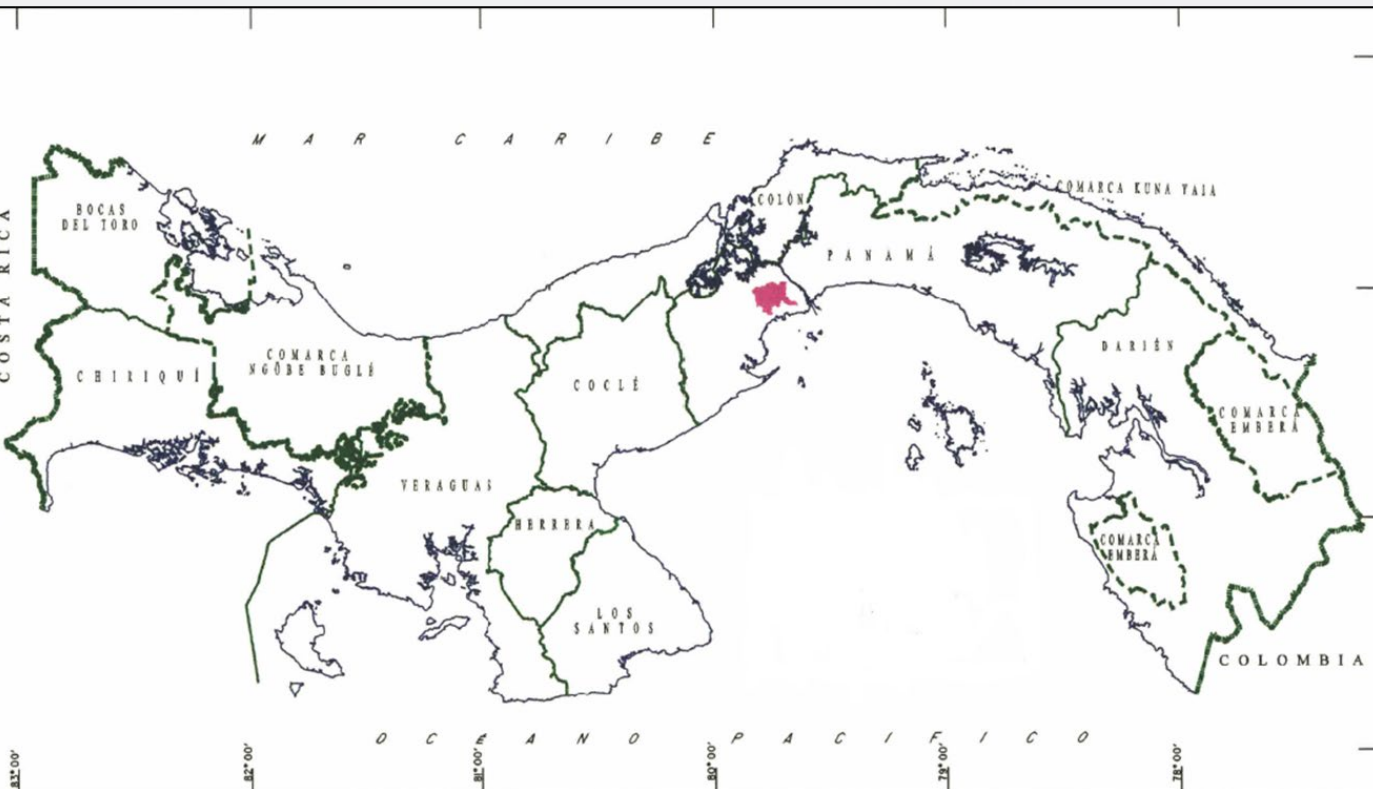 MAR CARIBE
COSTA RICA
BOCAS
DEL TORO
COLÓN
COMARCA KUNA YALA
PANAMÁ
CHIRIQUÍ
COMARCA
NGÖBE BUGLÉ
COCLÉ
DARIÉN
COMARCA
EMBERÁ
VERAGUAS
HERRERA
COMARCA
EMBERÁ
LOS
SANTOS
COLOMBIA
OCEANO PACIFICO
83°00'
82°00'
81°00'
80°00'
79°00'
78°00'